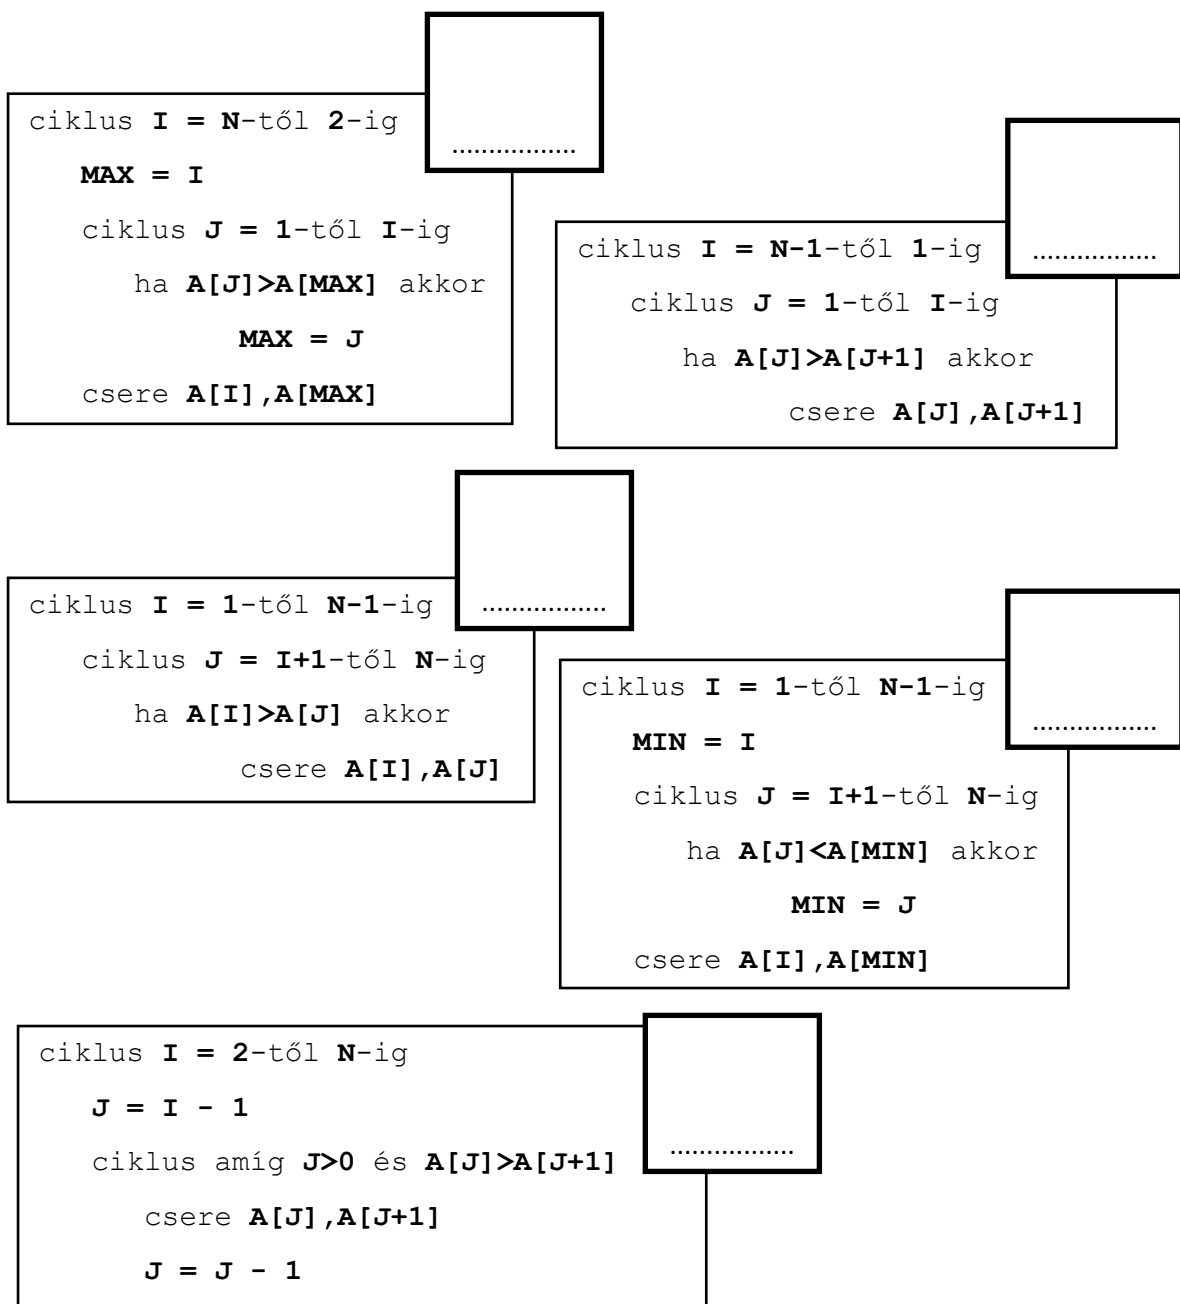 ciklus I = N-től 2-ig
.................
MAX = I
ciklus J = 1-től I-ig
ha A[J]>A[MAX] akkor
MAX = J
csere A[I],A[MAX]
ciklus I = N-1-től 1-ig
.................
ciklus J = 1-től I-ig
ha A[J]>A[J+1] akkor
csere A[J],A[J+1]
ciklus I = 1-től N-1-ig
.................
ciklus J = I+1-től N-ig
ha A[I]>A[J] akkor
csere A[I],A[J]
ciklus I = 1-től N-1-ig
.................
MIN = I
ciklus J = I+1-től N-ig
ha A[J]<A[MIN] akkor
MIN = J
csere A[I],A[MIN]
ciklus I = 2-től N-ig
J = I - 1
ciklus amíg J>0 és A[J]>A[J+1]
.................
csere A[J],A[J+1]
J = J - 1